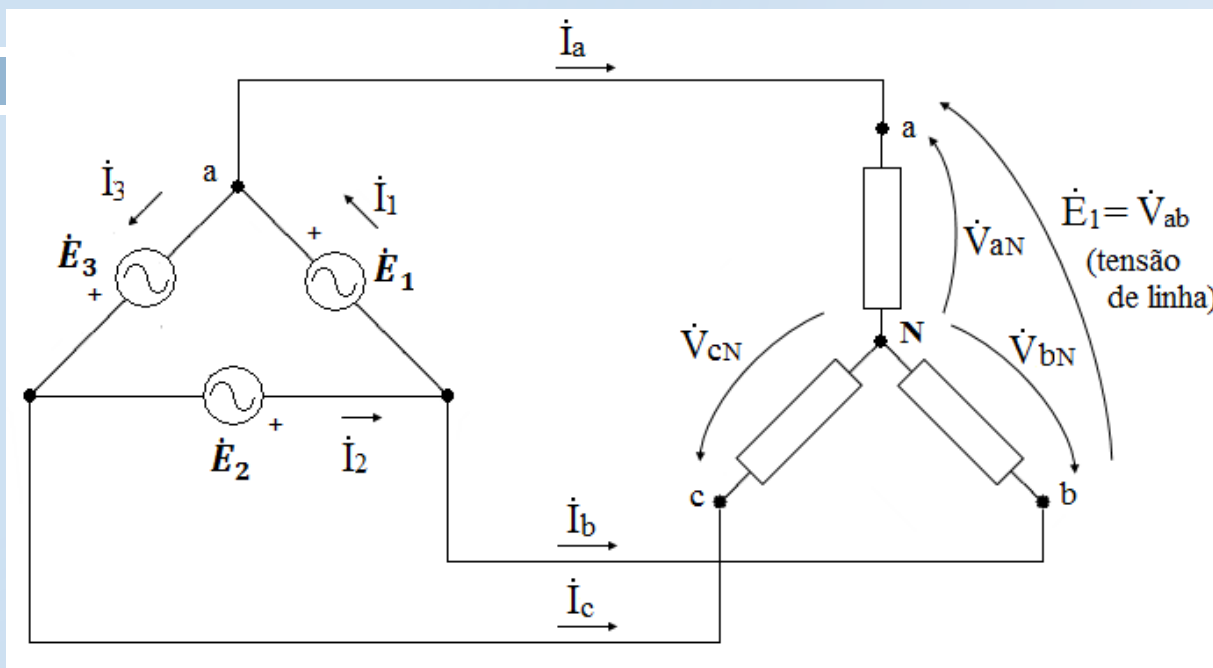 İa
a
a
İ3
İ1
Ė1= V̇ab
(tensão
de linha)
V̇aN
Ė3
+
+
Ė1
N
V̇cN
V̇bN
+
Ė2
İ2
c
b
İb
İc